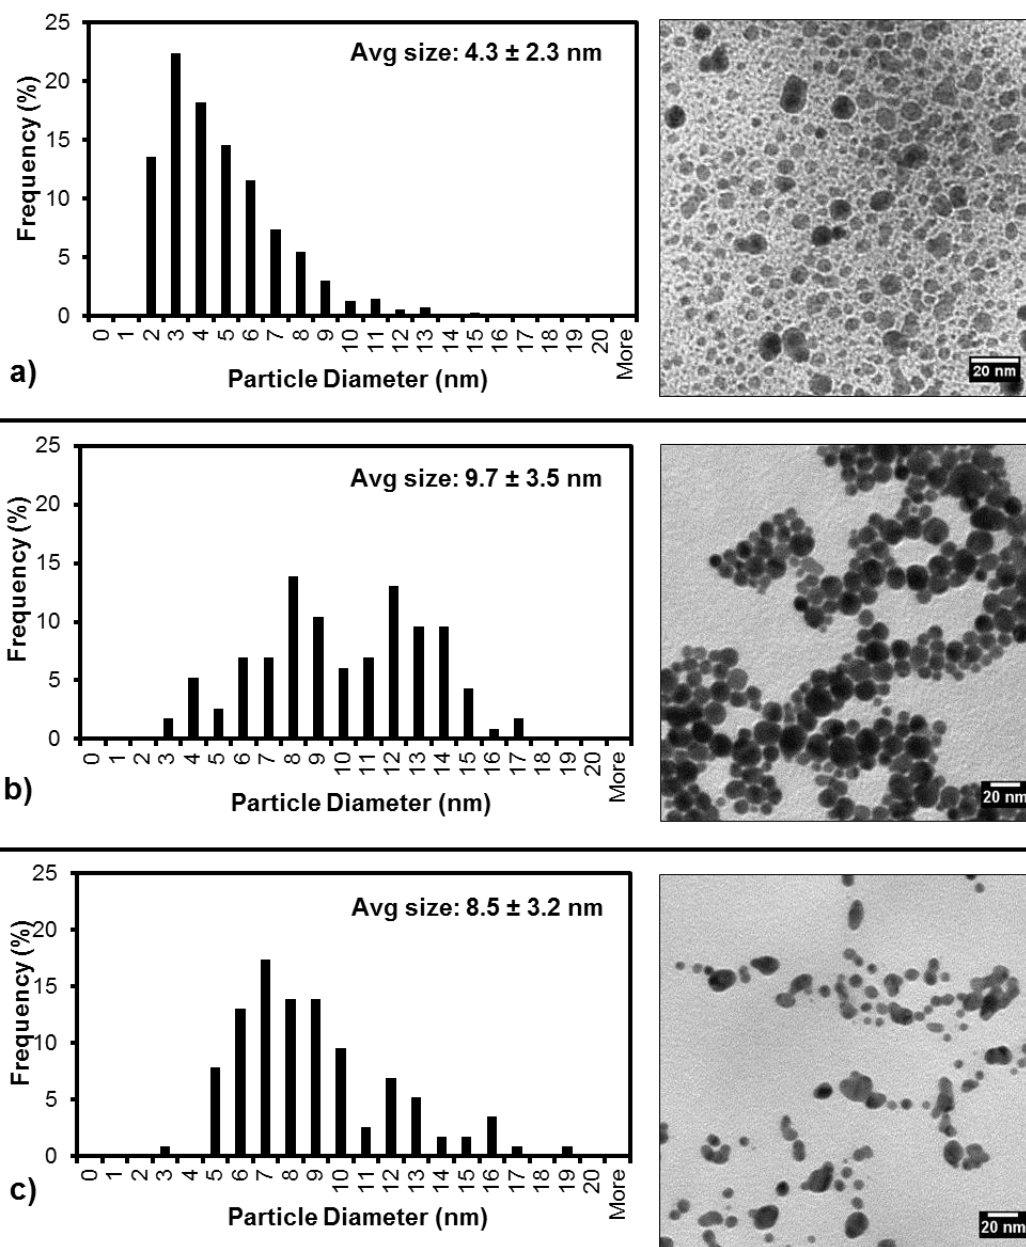 25
20
15
10
5
0
Frequency (%)
Avg size: 4.3 ± 2.3 nm
0 1 2 3 4 5 6 7 8 9 10 11 12 13 14 15 16 17 18 19 20 More
Particle Diameter (nm)
a)
20 nm
25
20
15
10
5
0
Frequency (%)
Avg size: 9.7 ± 3.5 nm
0 1 2 3 4 5 6 7 8 9 10 11 12 13 14 15 16 17 18 19 20 More
Particle Diameter (nm)
b)
20 nm
25
20
15
10
5
0
Frequency (%)
Avg size: 8.5 ± 3.2 nm
0 1 2 3 4 5 6 7 8 9 10 11 12 13 14 15 16 17 18 19 20 More
Particle Diameter (nm)
c)
20 nm